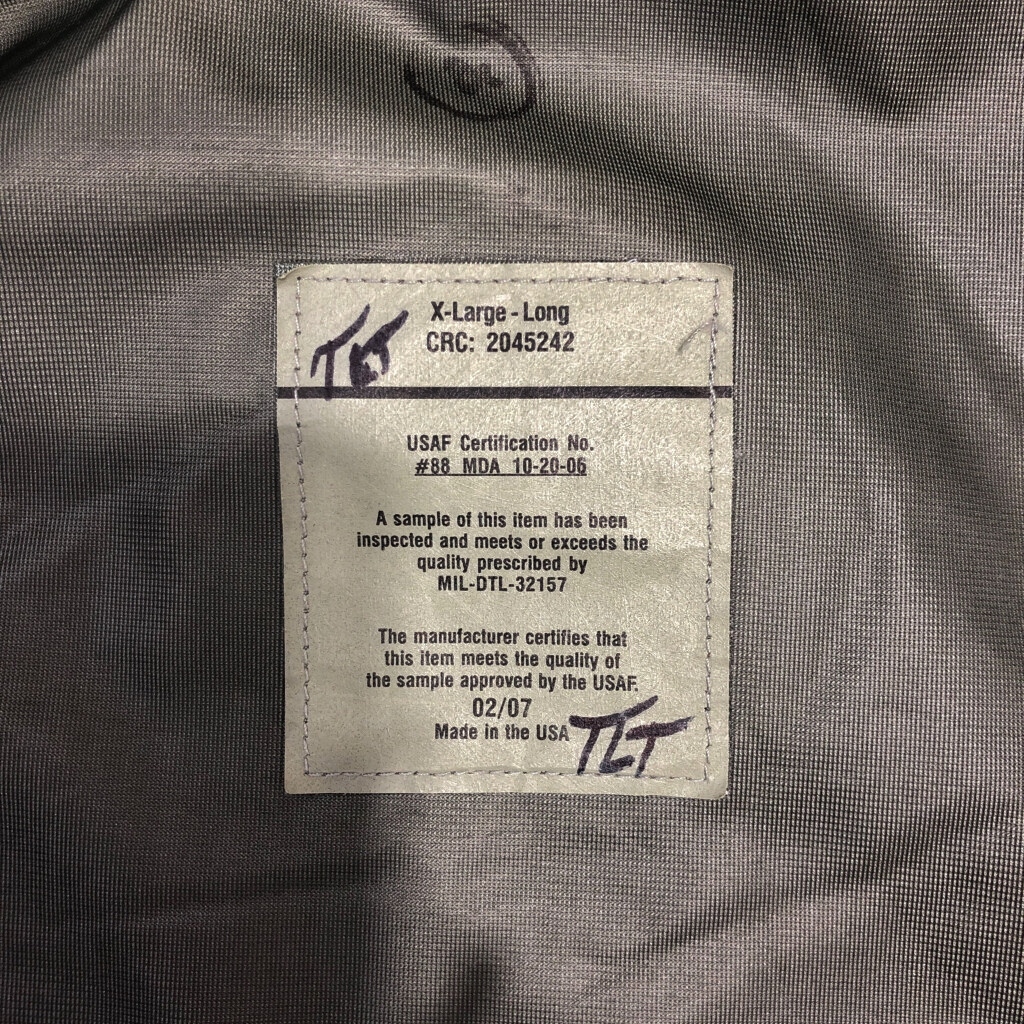 X-Large - Long
CRC: 2045242
TLT
USAF Certification No.
#88 MDA 10-20-06
A sample of this item has been
inspected and meets or exceeds the
quality prescribed by
MIL-DTL-32157
The manufacturer certifies that
this item meets the quality of
the sample approved by the USAF.
02/07
Made in the USA
TLT